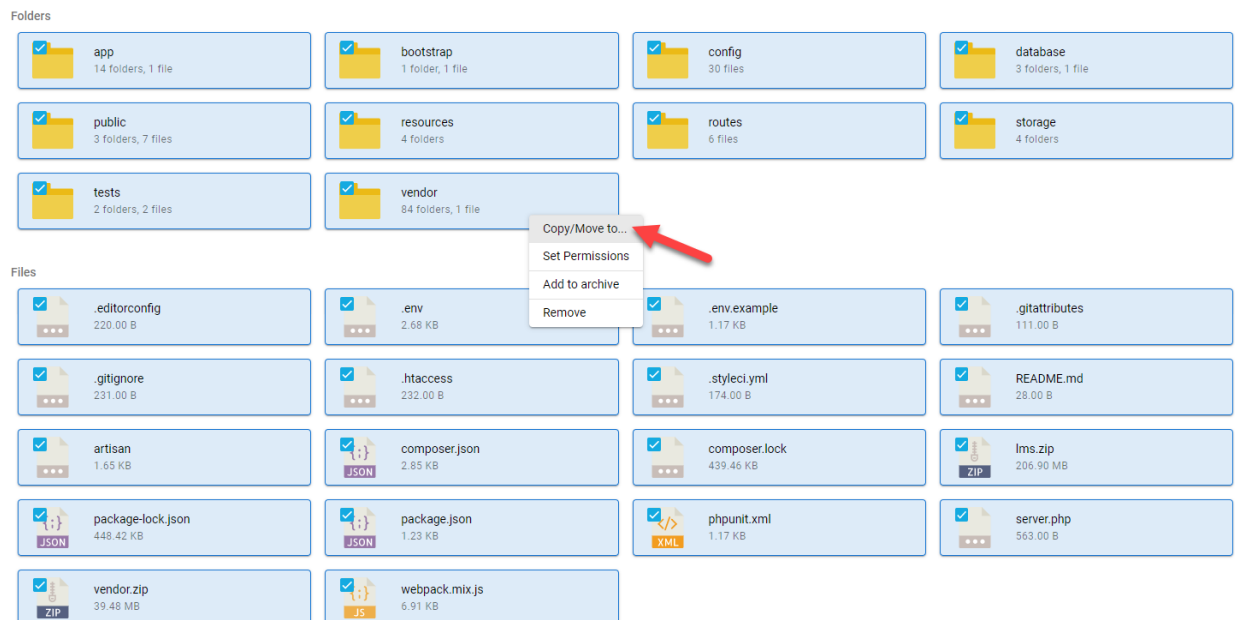 Folders
app
14 folders, 1 file
bootstrap
1 folder, 1 file
config
30 files
database
3 folders, 1 file
public
3 folders, 7 files
resources
4 folders
routes
6 files
storage
4 folders
tests
2 folders, 2 files
vendor
84 folders, 1 file
Copy/Move to...
Set Permissions
Add to archive
Remove
Files
.editorconfig
220.00 B
.env
2.68 KB
.env.example
1.17 KB
.gitattributes
111.00 B
.gitignore
231.00 B
.htaccess
232.00 B
.styleci.yml
174.00 B
README.md
28.00 B
artisan
1.65 KB
JSON
composer.json
2.85 KB
composer.lock
439.46 KB
ZIP
lms.zip
206.90 MB
JSON
package-lock.json
448.42 KB
JSON
package.json
1.23 KB
XML
phpunit.xml
1.17 KB
server.php
563.00 B
ZIP
vendor.zip
39.48 MB
JS
webpack.mix.js
6.91 KB